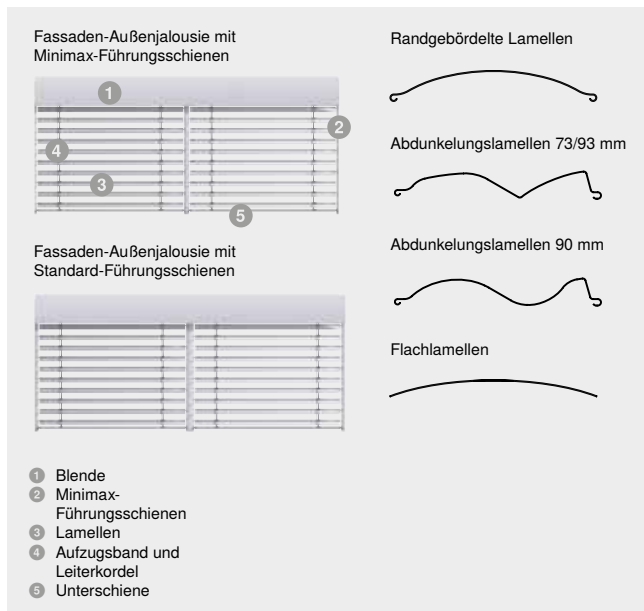 Fassaden-Außenjalousie mit
Minimax-Führungsschienen
1
2
4
3
5
Fassaden-Außenjalousie mit
Standard-Führungsschienen
1 Blende
2 Minimax-
Führungsschienen
3 Lamellen
4 Aufzugsband und
Leiterkordel
5 Unterschiene
Randgebördelte Lamellen
Abdunkelungslamellen 73/93 mm
Abdunkelungslamellen 90 mm
Flachlamellen